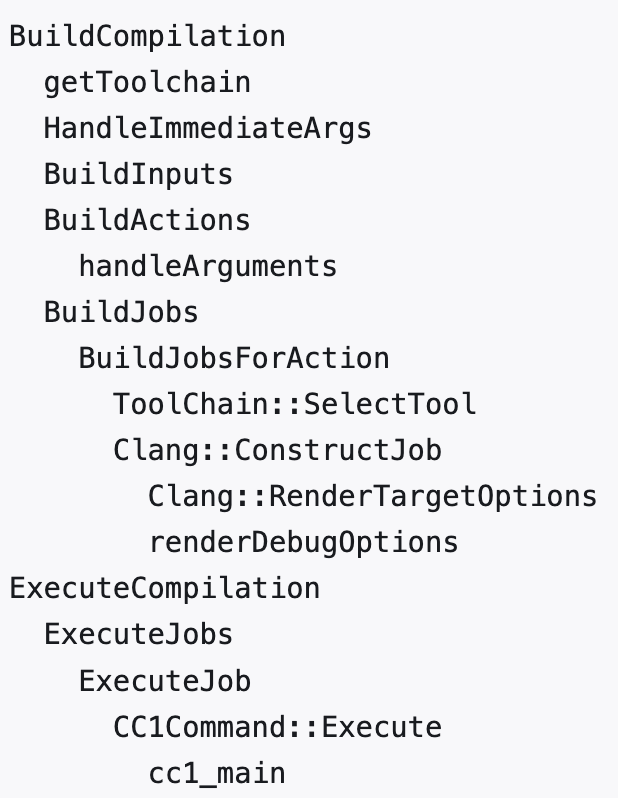 BuildCompilation
  getToolchain
  HandleImmediateArgs
  BuildInputs
  BuildActions
    handleArguments
  BuildJobs
    BuildJobsForAction
      ToolChain::SelectTool
      Clang::ConstructJob
        Clang::RenderTargetOptions
        renderDebugOptions
ExecuteCompilation
  ExecuteJobs
    ExecuteJob
      CC1Command::Execute
        cc1_main